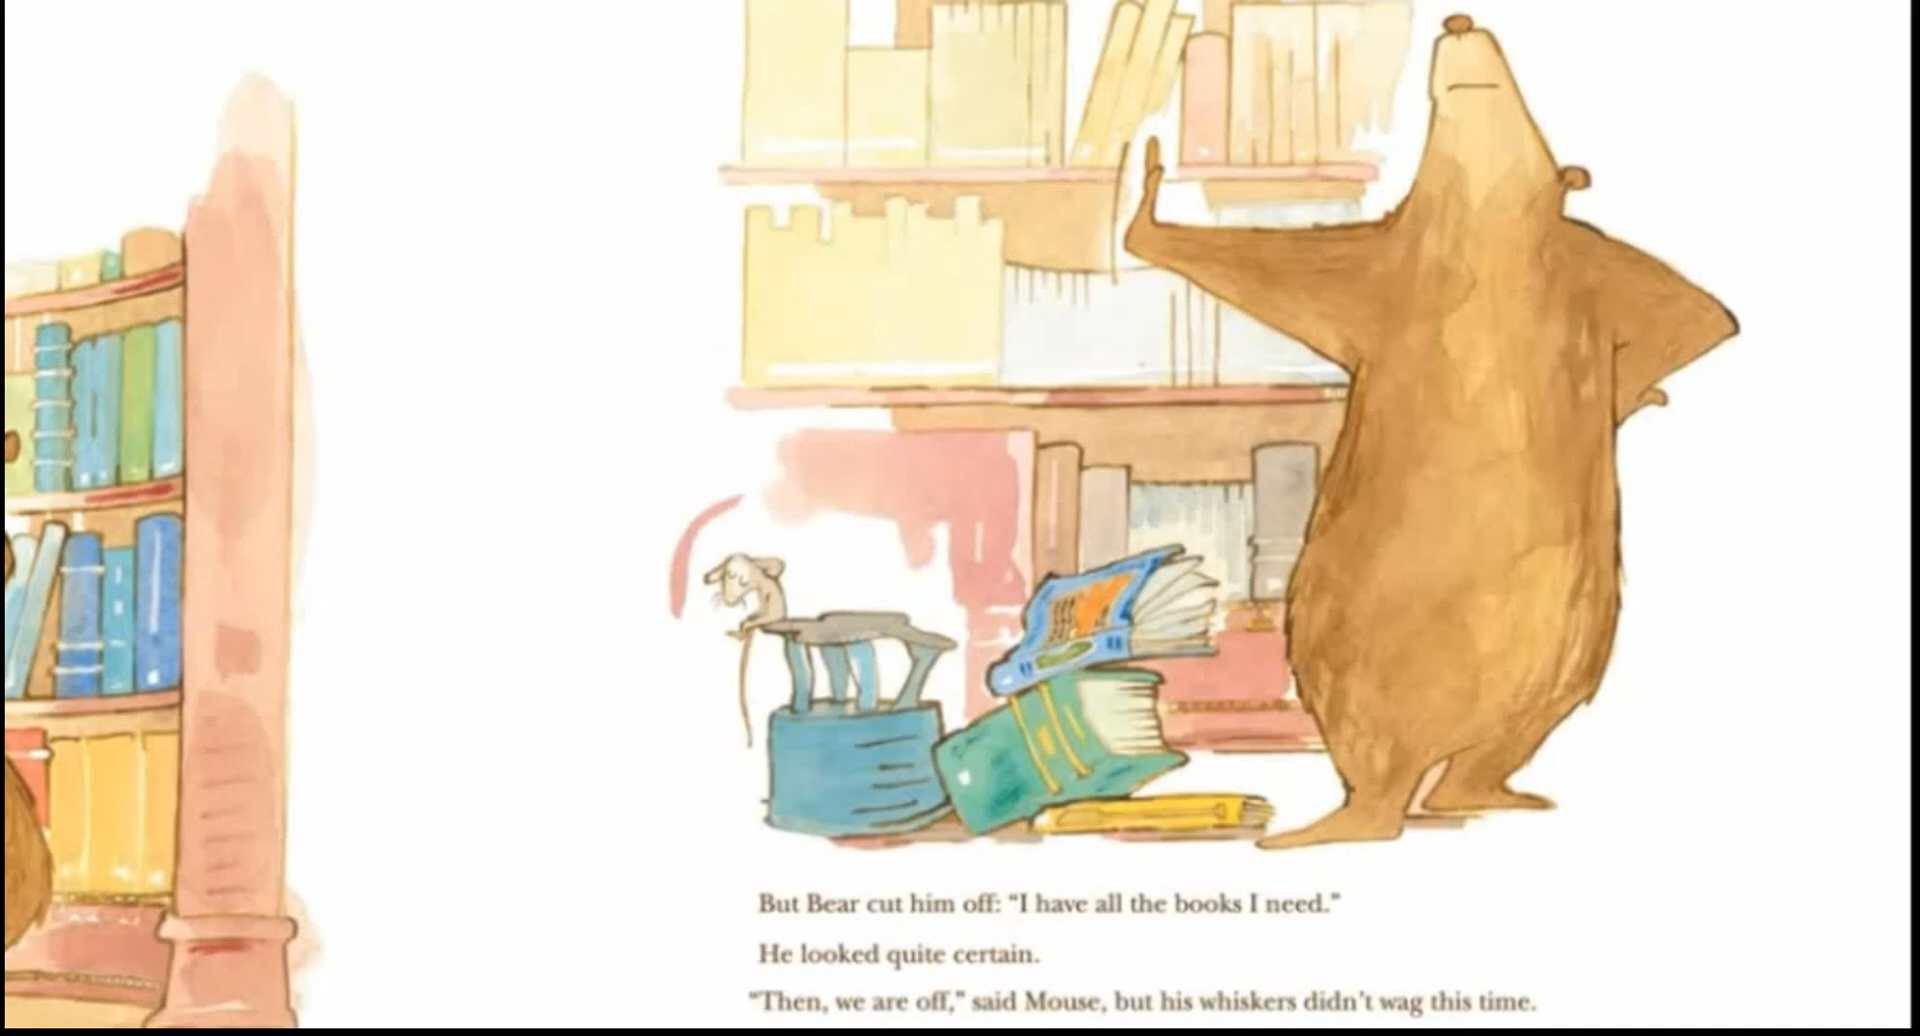 But Bear cut him off: “I have all the books I need.”
He looked quite certain.
“Then, we are off,” said Mouse, but his whiskers didn’t wag this time.